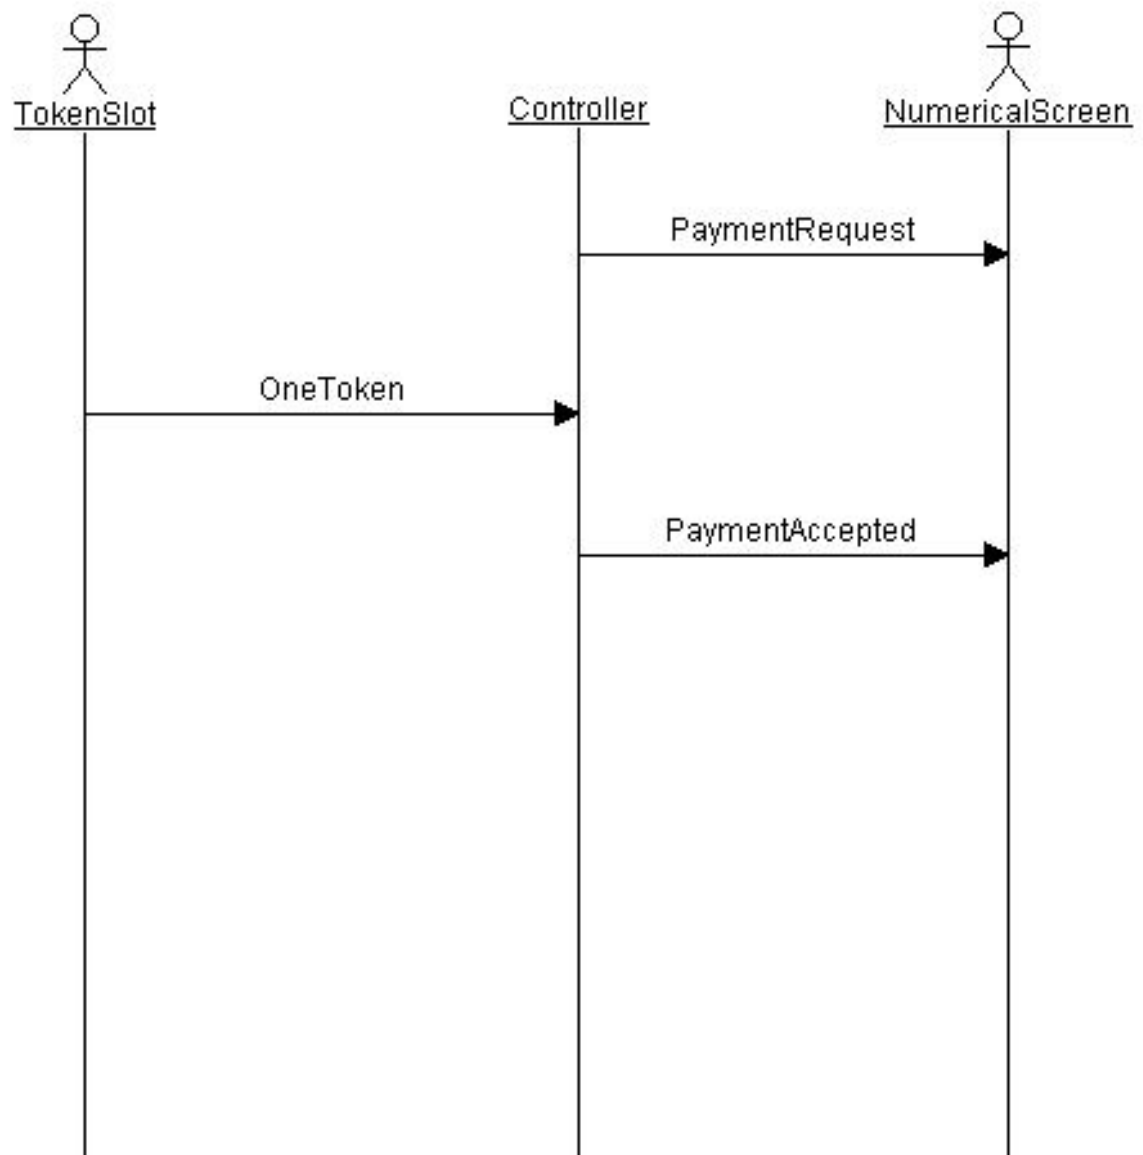 TokenSlot
Controller
NumericalScreen
PaymentRequest
OneToken
PaymentAccepted